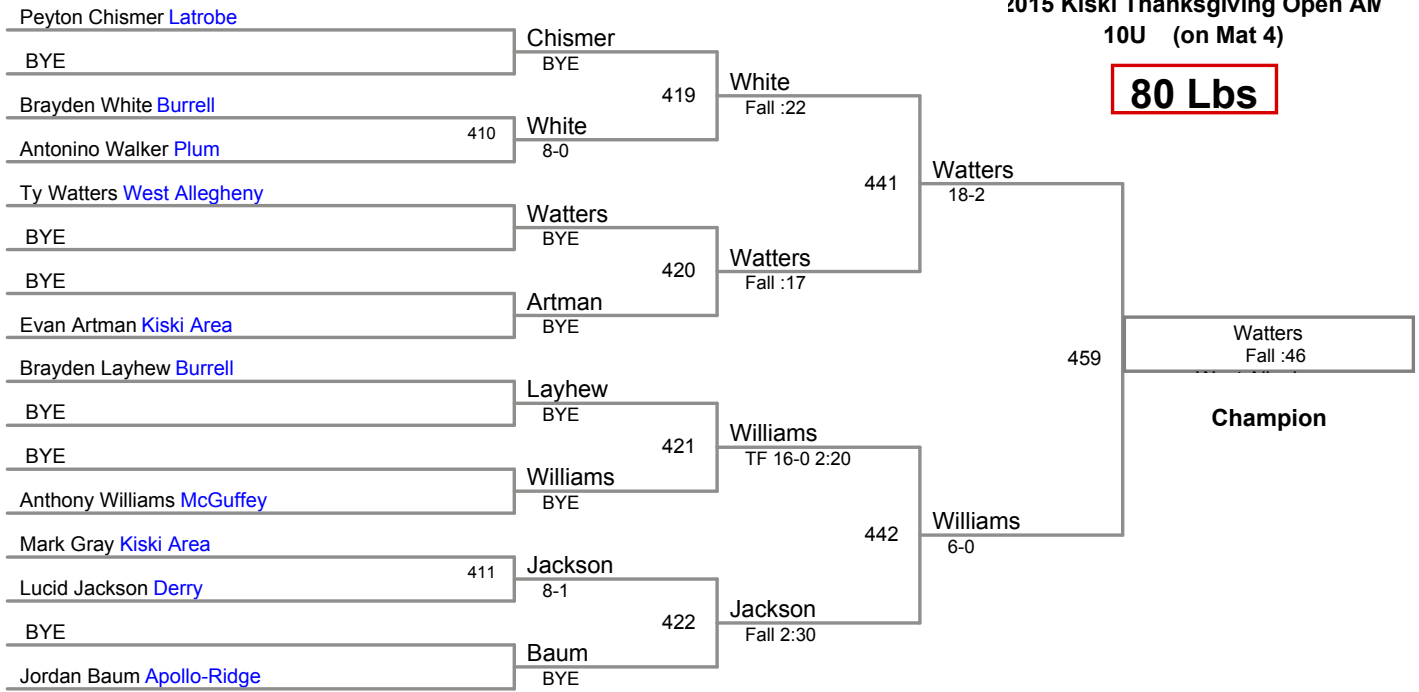 2015 Kiski Thanksgiving Open AM
10U (on Mat 4)
80 Lbs
Peyton Chismer Latrobe
BYE
Brayden White Burrell
Antonino Walker Plum
Ty Watters West Allegheny
BYE
BYE
Evan Artman Kiski Area
Brayden Layhew Burrell
BYE
BYE
Anthony Williams McGuffey
Mark Gray Kiski Area
Lucid Jackson Derry
BYE
Jordan Baum Apollo-Ridge
410
411
Chismer
BYE
White
8-0
Watters
BYE
Artman
BYE
Layhew
BYE
Williams
BYE
Jackson
8-1
Baum
BYE
419
420
421
422
White
Fall :22
Watters
Fall :17
Williams
TF 16-0 2:20
Jackson
Fall 2:30
441
442
Watters
18-2
Williams
6-0
459
Watters
Fall :46
Champion